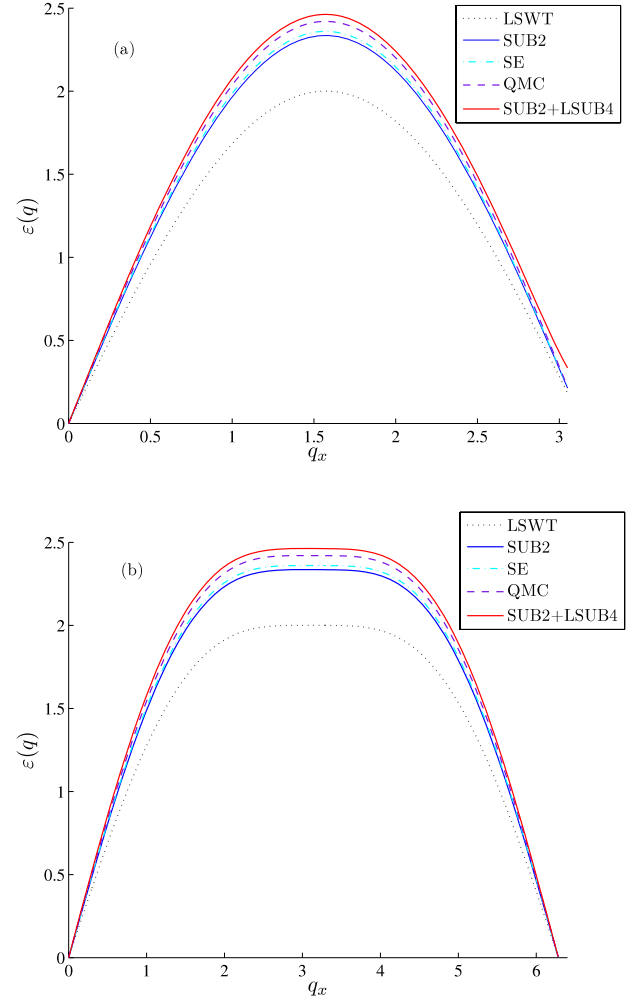 2.5
2
1.5
1
0.5
0
ε(q)
(a)
LSWT
SUB2
SE
QMC
SUB2+LSUB4
0 0.5 1 1.5 2 2.5 3
q_x
2.5
2
1.5
1
0.5
0
ε(q)
(b)
LSWT
SUB2
SE
QMC
SUB2+LSUB4
0 1 2 3 4 5 6
q_x